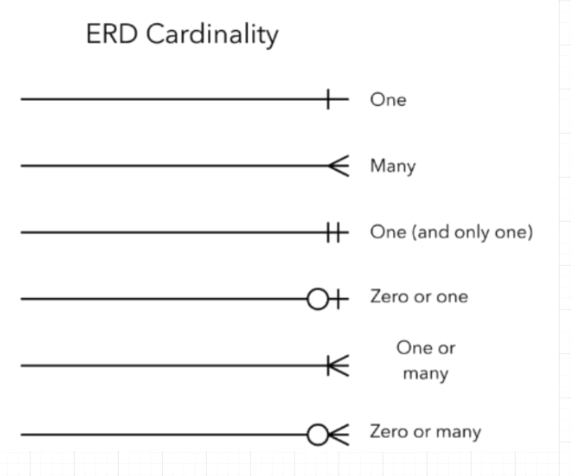 ERD Cardinality
One
Many
One (and only one)
Zero or one
One or
many
Zero or many